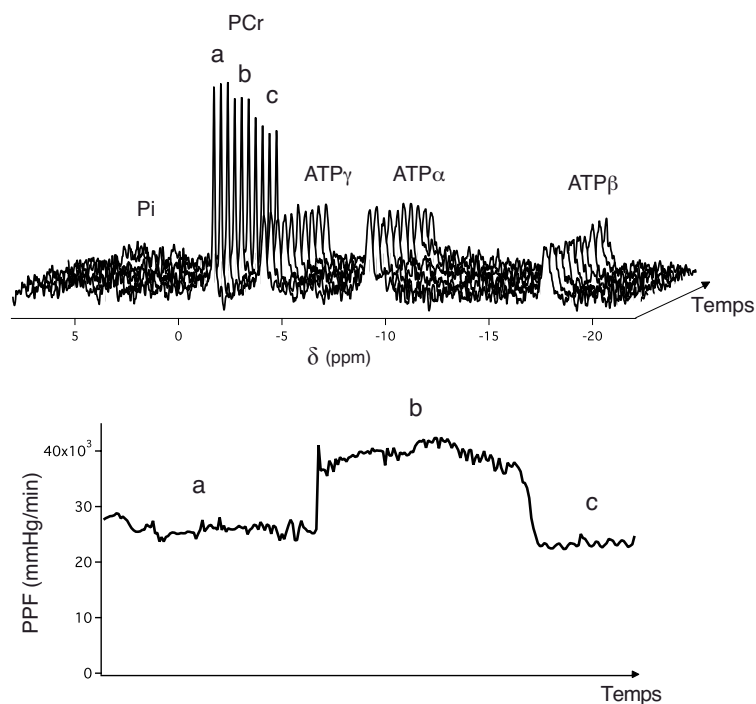 PCr
a
b
c
ATPγ
ATPα
ATPβ
Pi
Temps
5
0
-5
-10
-15
-20
δ (ppm)
b
40x10³
a
30
c
20
10
0
PPF (mmHg/min)
Temps